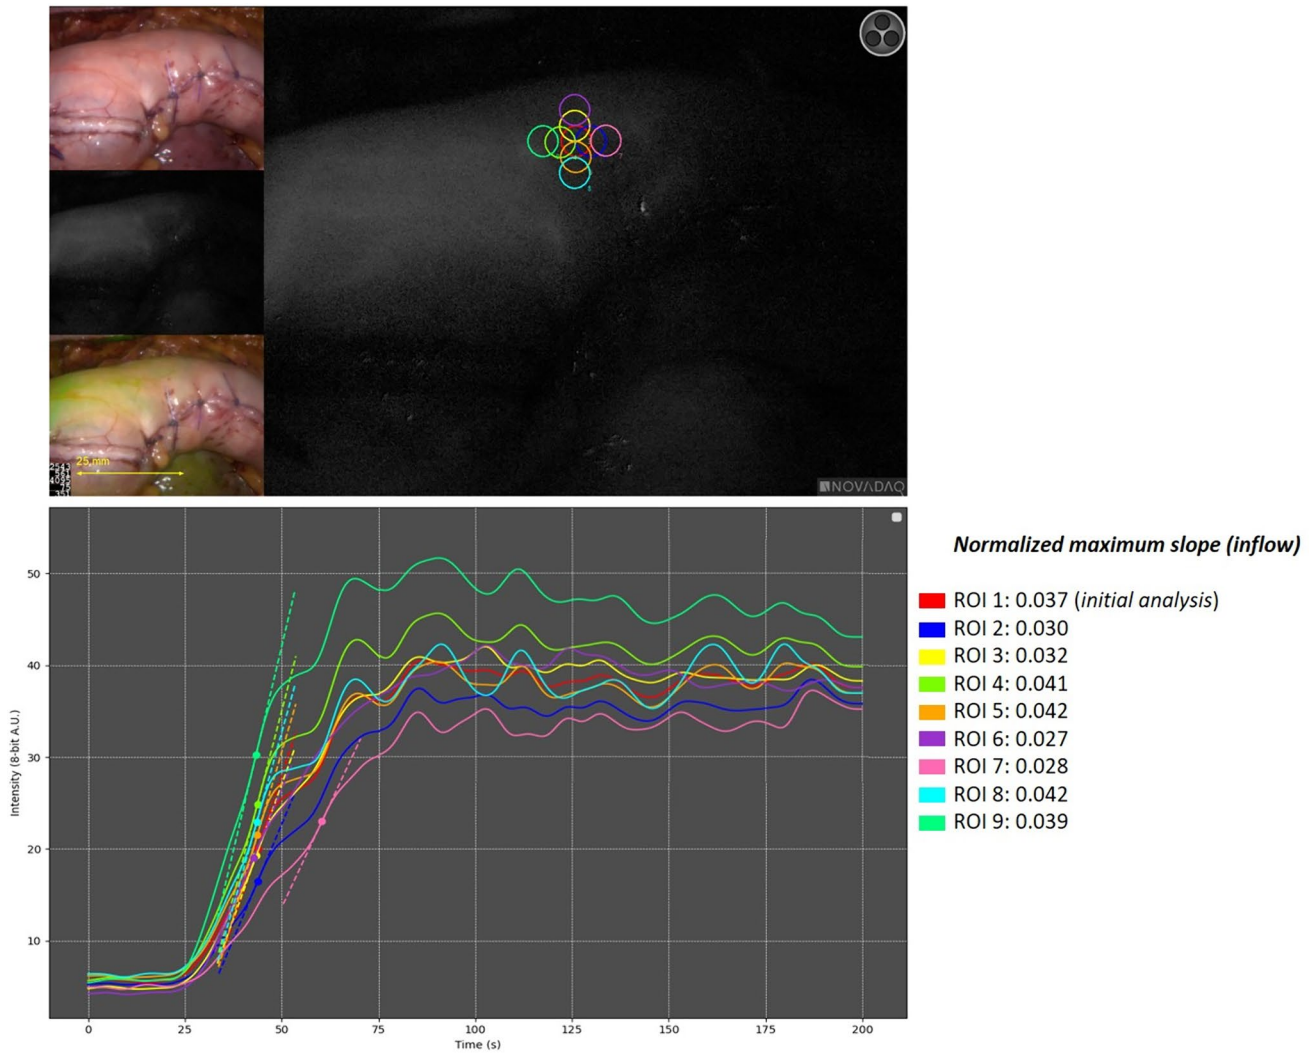 7
8
25 mm
NOVADAQ
Normalized maximum slope (inflow)
ROI 1: 0.037 (initial analysis)
ROI 2: 0.030
ROI 3: 0.032
ROI 4: 0.041
ROI 5: 0.042
ROI 6: 0.027
ROI 7: 0.028
ROI 8: 0.042
ROI 9: 0.039
Intensity (8-bit A.U.)
50
40
30
20
10
0
25
50
75
100
125
150
175
200
Time (s)